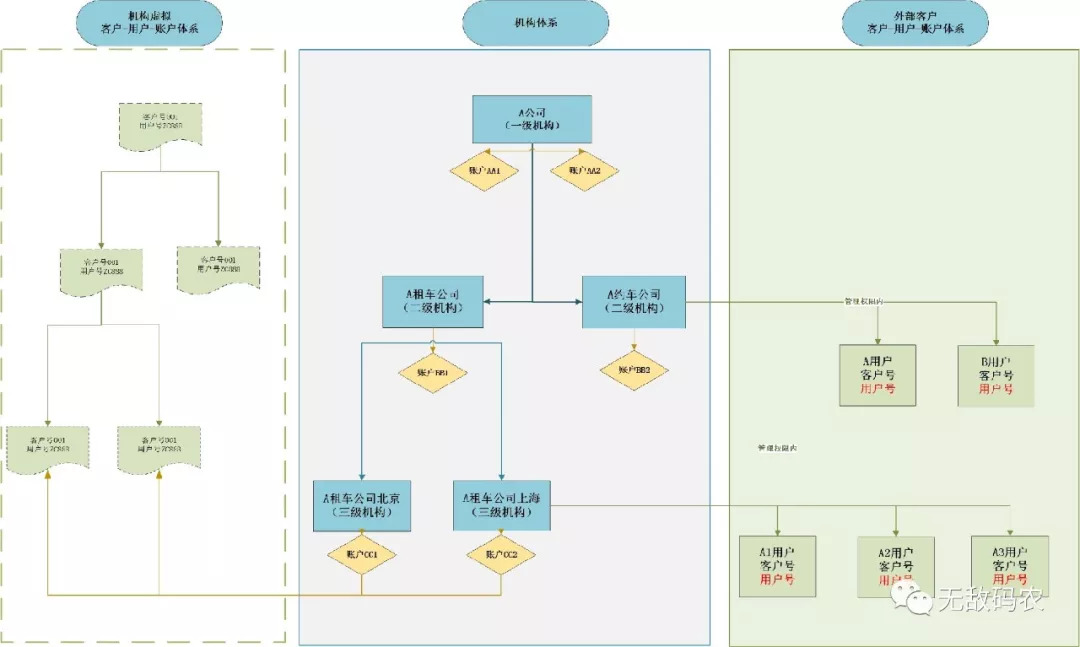 机构虚拟
客户-用户-账户体系
机构体系
外部客户
客户-用户-账户体系
客户号001
用户号ZC888
A公司
(一级机构)
账户AA1
账户AA2
客户号001
用户号ZC888
客户号001
用户号ZC888
A租车公司
(二级机构)
A约车公司
(二级机构)
管理权限内
账户BB1
账户BB2
A用户
客户号
用户号
B用户
客户号
用户号
客户号001
用户号ZC888
客户号001
用户号ZC888
管理权限内
A租车公司北京
(三级机构)
A租车公司上海
(三级机构)
账户CC1
账户CC2
A1用户
客户号
用户号
A2用户
客户号
用户号
A3用户
客户号
用户号
无敌码农